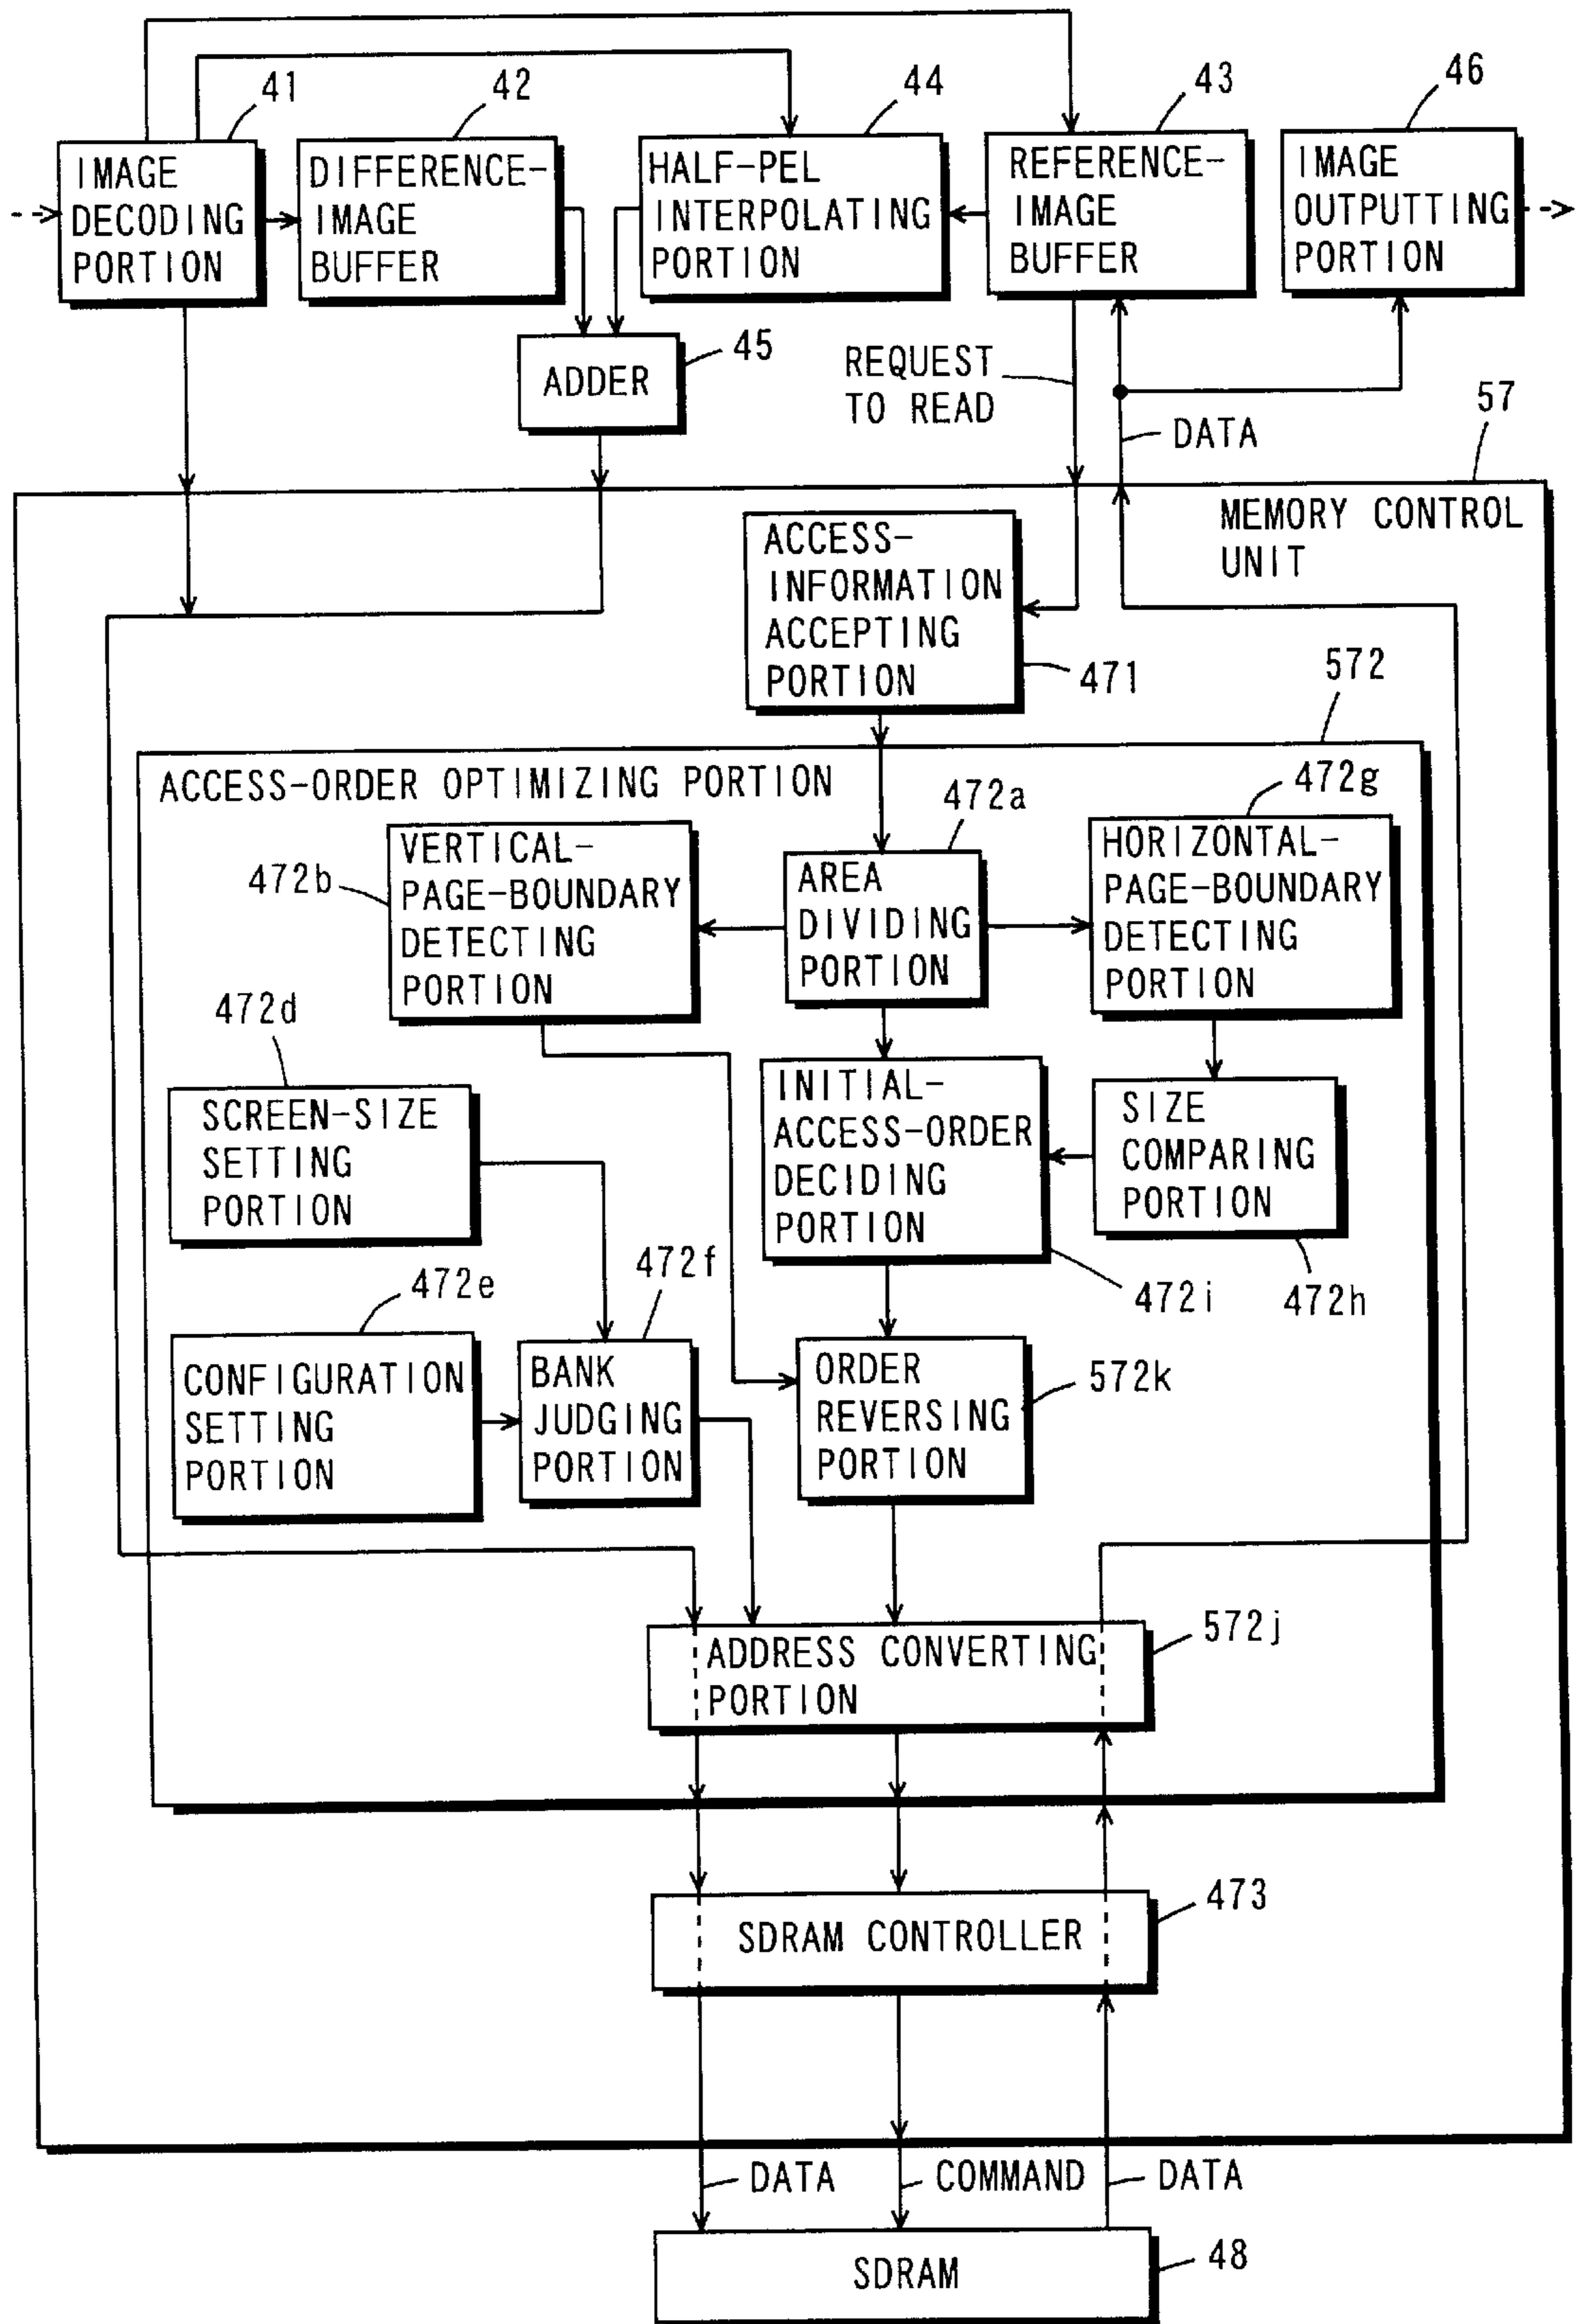 41
42
44
43
46
IMAGE
DECODING
PORTION
DIFFERENCE-
IMAGE
BUFFER
HALF-PEL
INTERPOLATING
PORTION
REFERENCE-
IMAGE
BUFFER
IMAGE
OUTPUTTING
PORTION
ADDER
45
REQUEST
TO READ
DATA
57
MEMORY CONTROL
UNIT
ACCESS-
INFORMATION
ACCEPTING
PORTION
471
572
ACCESS-ORDER OPTIMIZING PORTION
472a
472g
472b
VERTICAL-
PAGE-BOUNDARY
DETECTING
PORTION
AREA
DIVIDING
PORTION
HORIZONTAL-
PAGE-BOUNDARY
DETECTING
PORTION
472d
SCREEN-SIZE
SETTING
PORTION
INITIAL-
ACCESS-ORDER
DECIDING
PORTION
SIZE
COMPARING
PORTION
472e
472f
472i
472h
CONFIGURATION
SETTING
PORTION
BANK
JUDGING
PORTION
ORDER
REVERSING
PORTION
572k
ADDRESS CONVERTING
PORTION
572j
SDRAM CONTROLLER
473
DATA
COMMAND
DATA
SDRAM
48